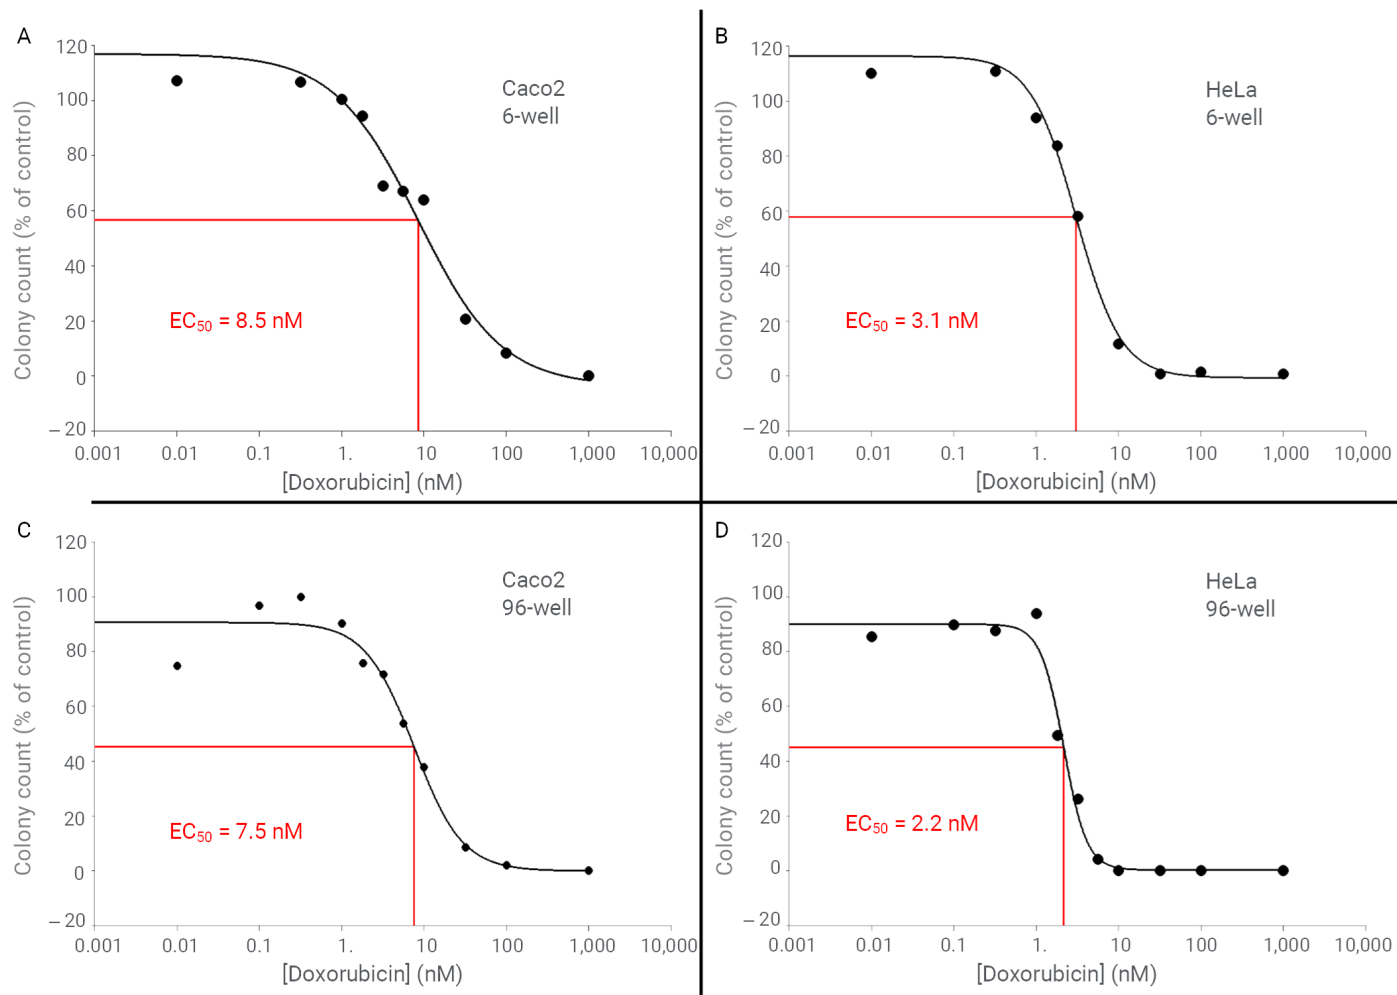 A
Caco2
6-well
Colony count (% of control)
120
100
80
60
40
20
0
–20
EC50 = 8.5 nM
0.001 0.01 0.1 1. 10 100 1,000 10,000
[Doxorubicin] (nM)
B
HeLa
6-well
Colony count (% of control)
120
100
80
60
40
20
0
–20
EC50 = 3.1 nM
0.001 0.01 0.1 1. 10 100 1,000 10,000
[Doxorubicin] (nM)
C
Caco2
96-well
Colony count (% of control)
120
100
80
60
40
20
0
–20
EC50 = 7.5 nM
0.001 0.01 0.1 1. 10 100 1,000 10,000
[Doxorubicin] (nM)
D
HeLa
96-well
Colony count (% of control)
120
100
80
60
40
20
0
–20
EC50 = 2.2 nM
0.001 0.01 0.1 1. 10 100 1,000 10,000
[Doxorubicin] (nM)